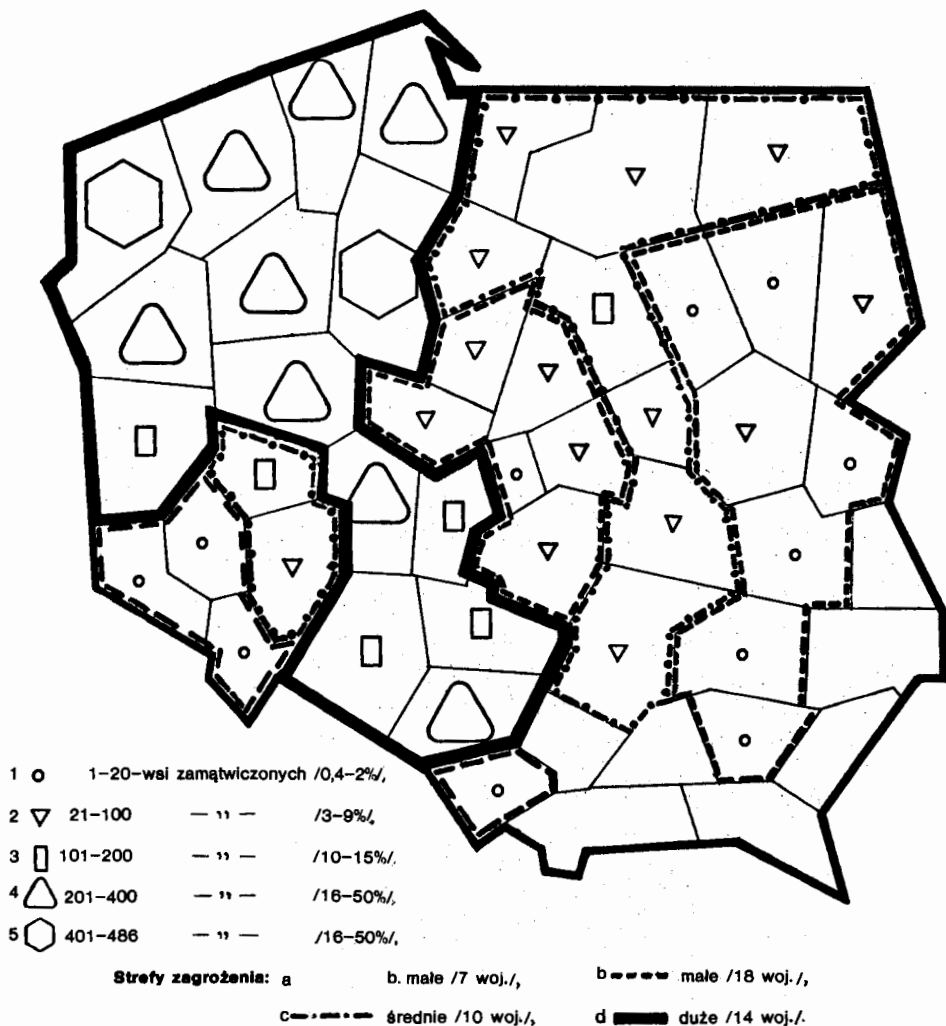 1 1-20-wsi zamątwiczonych /0,4-2%/,
2 21-100 — ,, — /3-9%/,
3 101-200 — ,, — /10-15%/,
4 201-400 — ,, — /16-50%/,
5 401-486 — ,, — /16-50%/,
Strefy zagrożenia: a b. małe /7 woj./, b małe /18 woj./,
c średnie /10 woj./, d duże /14 woj./.